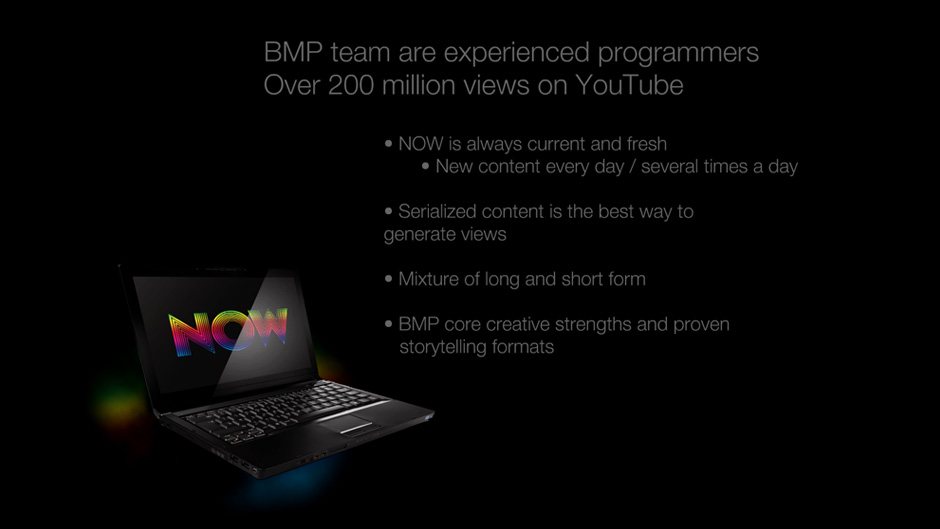 BMP team are experienced programmers
Over 200 million views on YouTube
• NOW is always current and fresh
• New content every day / several times a day
• Serialized content is the best way to
generate views
• Mixture of long and short form
• BMP core creative strengths and proven
storytelling formats
NOW